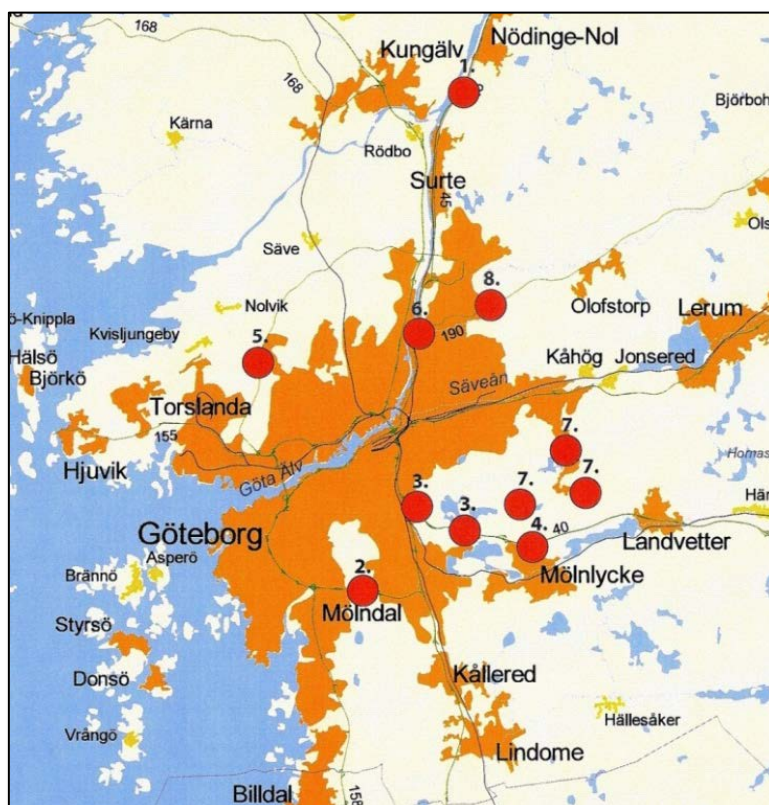 168
Kungälv
Nödinge-Nol
168
1.
Kärna
Björboh
Rödbo
Surte
45
Säve
Ols
8.
Olofstorp
Nolvik
6.
Lerum
ö-Knippla
190
Kvisljungeby
5.
Hälsö
Kåhög
Jonsered
Björkö
Säveån
Torslanda
7.
155
7.
Hjuvik
Göta Älv
3.
7.
Här
3.
4.
40
Göteborg
Landvetter
Asperö
Brännö
2.
Mölnlycke
Mölndal
Styrsö
Donsö
Kållered
Vrångö
Hällesåker
Lindome
Billdal
158